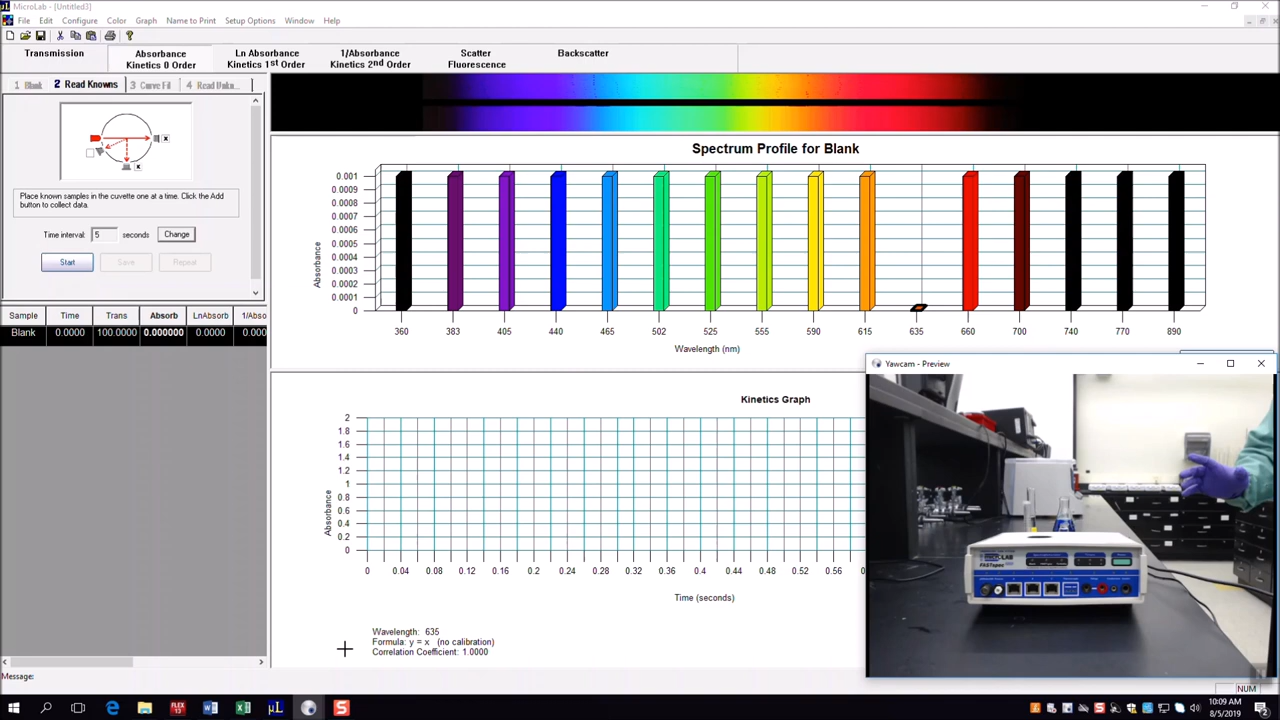 MicroLab - [Untitled3]
File Edit Configure Color Graph Name to Print Setup Options Window Help
Transmission
Absorbance
Kinetics 0 Order
Ln Absorbance
Kinetics 1st Order
1/Absorbance
Kinetics 2nd Order
Scatter
Fluorescence
Backscatter
1 Blank 2 Read Knowns 3 Curve Fit 4 Read Unkn...
Place known samples in the cuvette one at a time. Click the Add
button to collect data.
Time interval: 5 seconds Change
Start Save Repeat
Sample Time Trans Absorb LnAbsorb 1/Abso
Blank 0.0000 100.0000 0.000000 0.0000 0.000
Spectrum Profile for Blank
Absorbance
0.001
0.0009
0.0008
0.0007
0.0006
0.0005
0.0004
0.0003
0.0002
0.0001
0
360 383 405 440 465 502 525 555 590 615 635 660 700 740 770 890
Wavelength (nm)
Kinetics Graph
Absorbance
2
1.8
1.6
1.4
1.2
1
0.8
0.6
0.4
0.2
0
0 0.04 0.08 0.12 0.16 0.2 0.24 0.28 0.32 0.36 0.4 0.44 0.48 0.52 0.56
Time (seconds)
Wavelength: 635
Formula: y = x (no calibration)
Correlation Coefficient: 1.0000
Yawcam - Preview
MICROLAB
FASTspec
Message:
NUM
10:09 AM
8/5/2019